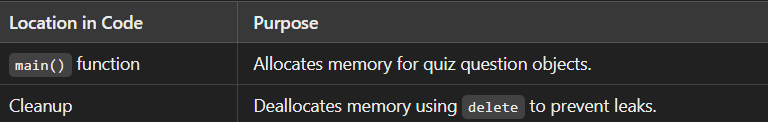 Location in Code Purpose
main() function Allocates memory for quiz question objects.
Cleanup Deallocates memory using delete to prevent leaks.